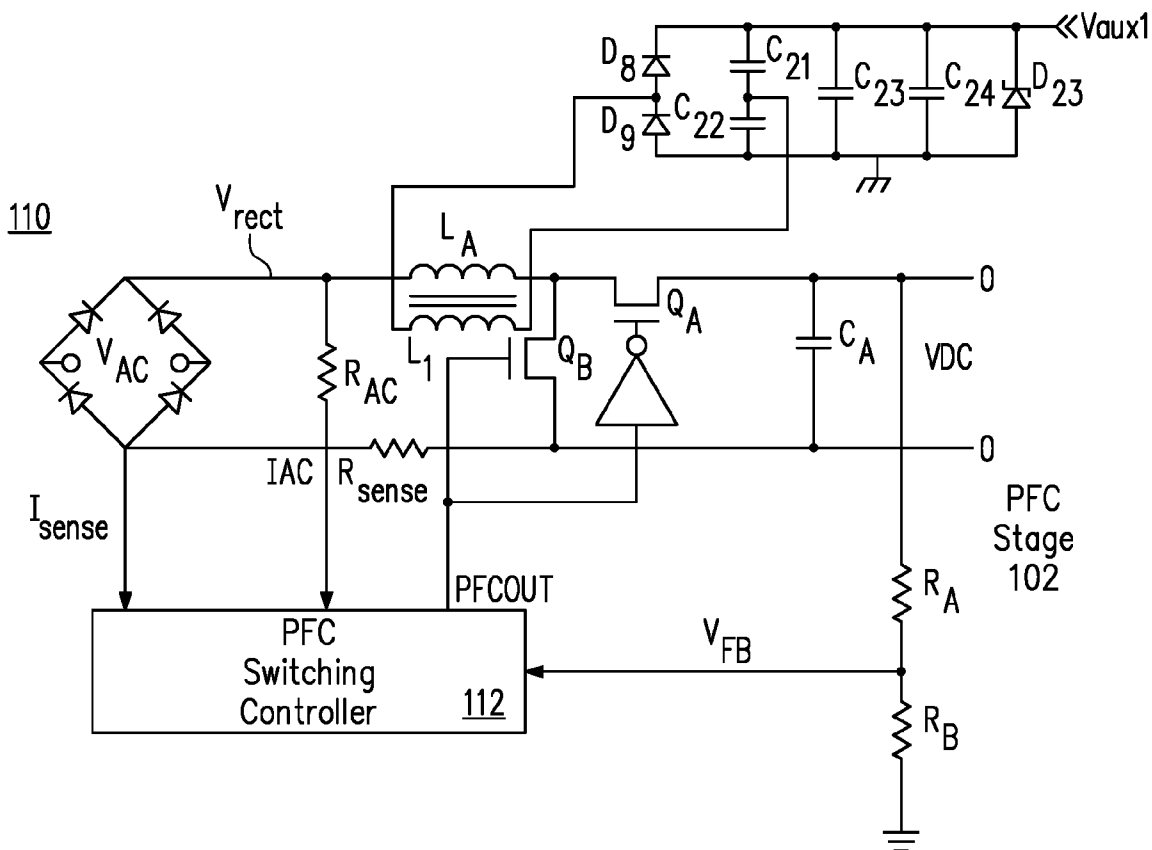 Vaux1
D8
C21
C23
C24
D23
D9
C22
110
Vrect
LA
QA
VAC
L1
QB
CA
VDC
RAC
0
0
IAC
Rsense
Isense
PFC
Stage
102
PFCOUT
RA
PFC
Switching
Controller
112
VFB
RB